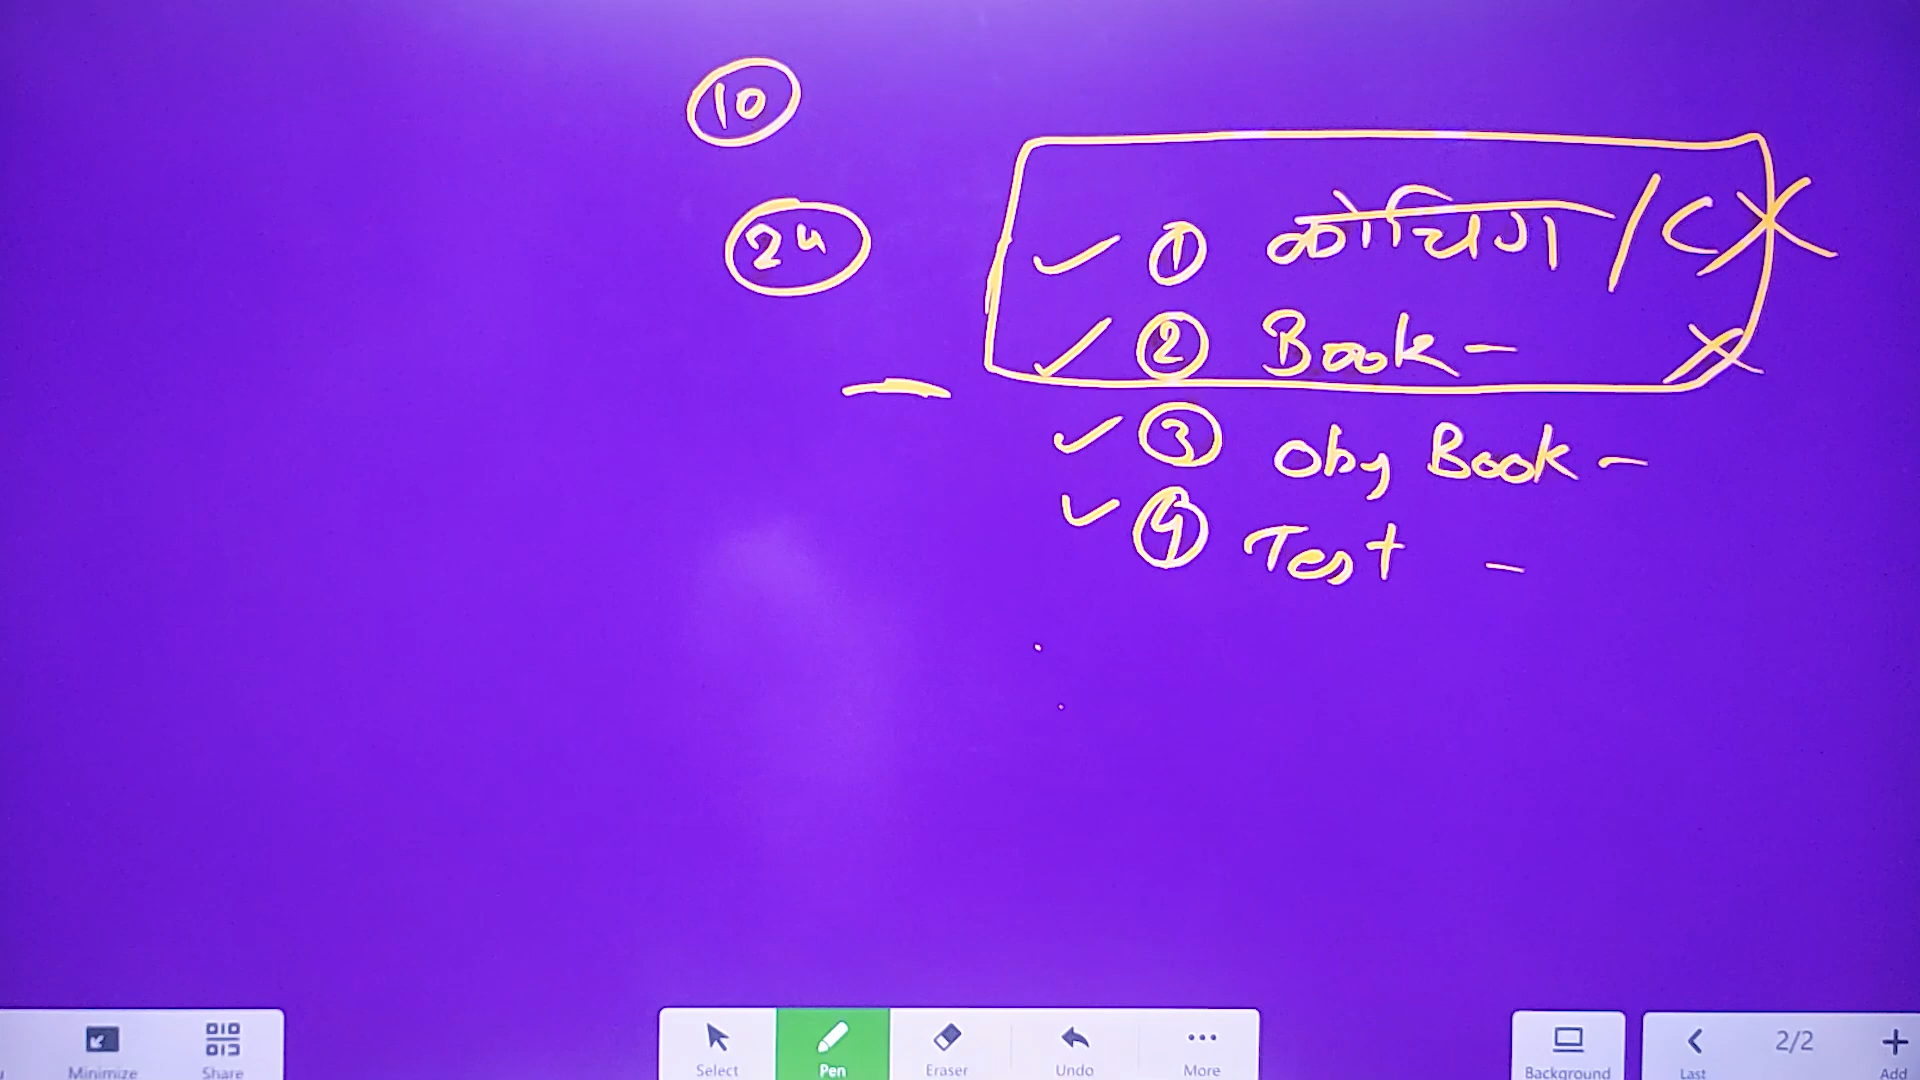 10
24
① कोचिंग / C
② Book -
③ Obj Book -
④ Test -
Minimize
Share
Select
Pen
Eraser
Undo
More
Background
Last
2/2
Add